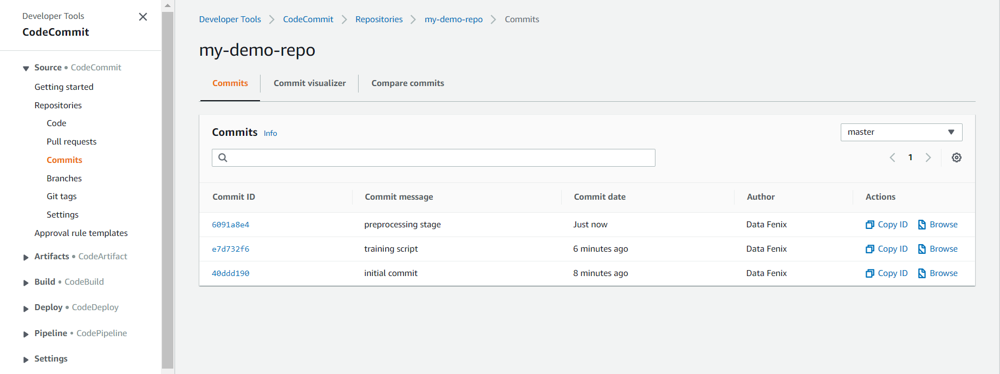 Developer Tools
CodeCommit
Source • CodeCommit
Getting started
Repositories
Code
Pull requests
Commits
Branches
Git tags
Settings
Approval rule templates
Artifacts • CodeArtifact
Build • CodeBuild
Deploy • CodeDeploy
Pipeline • CodePipeline
Settings
Developer Tools > CodeCommit > Repositories > my-demo-repo > Commits
my-demo-repo
Commits Commit visualizer Compare commits
Commits Info master
1
Commit ID Commit message Commit date Author Actions
6091a8e4 preprocessing stage Just now Data Fenix Copy ID Browse
e7d732f6 training script 6 minutes ago Data Fenix Copy ID Browse
40ddd190 initial commit 8 minutes ago Data Fenix Copy ID Browse